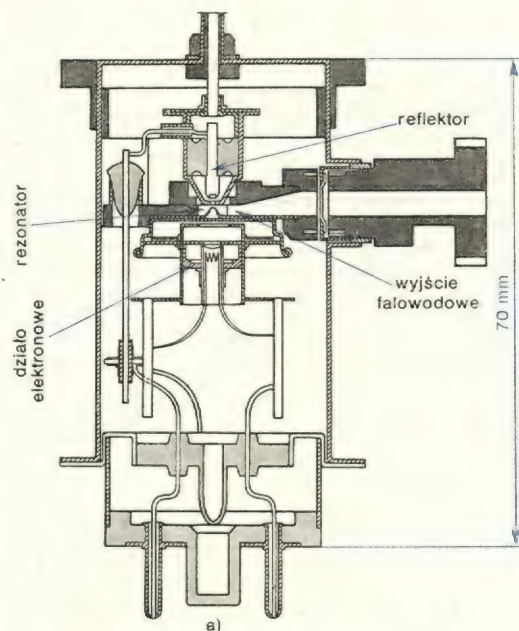 reflektor
rezonator
wyjście
falowodowe
działo
elektronowe
70 mm
a)